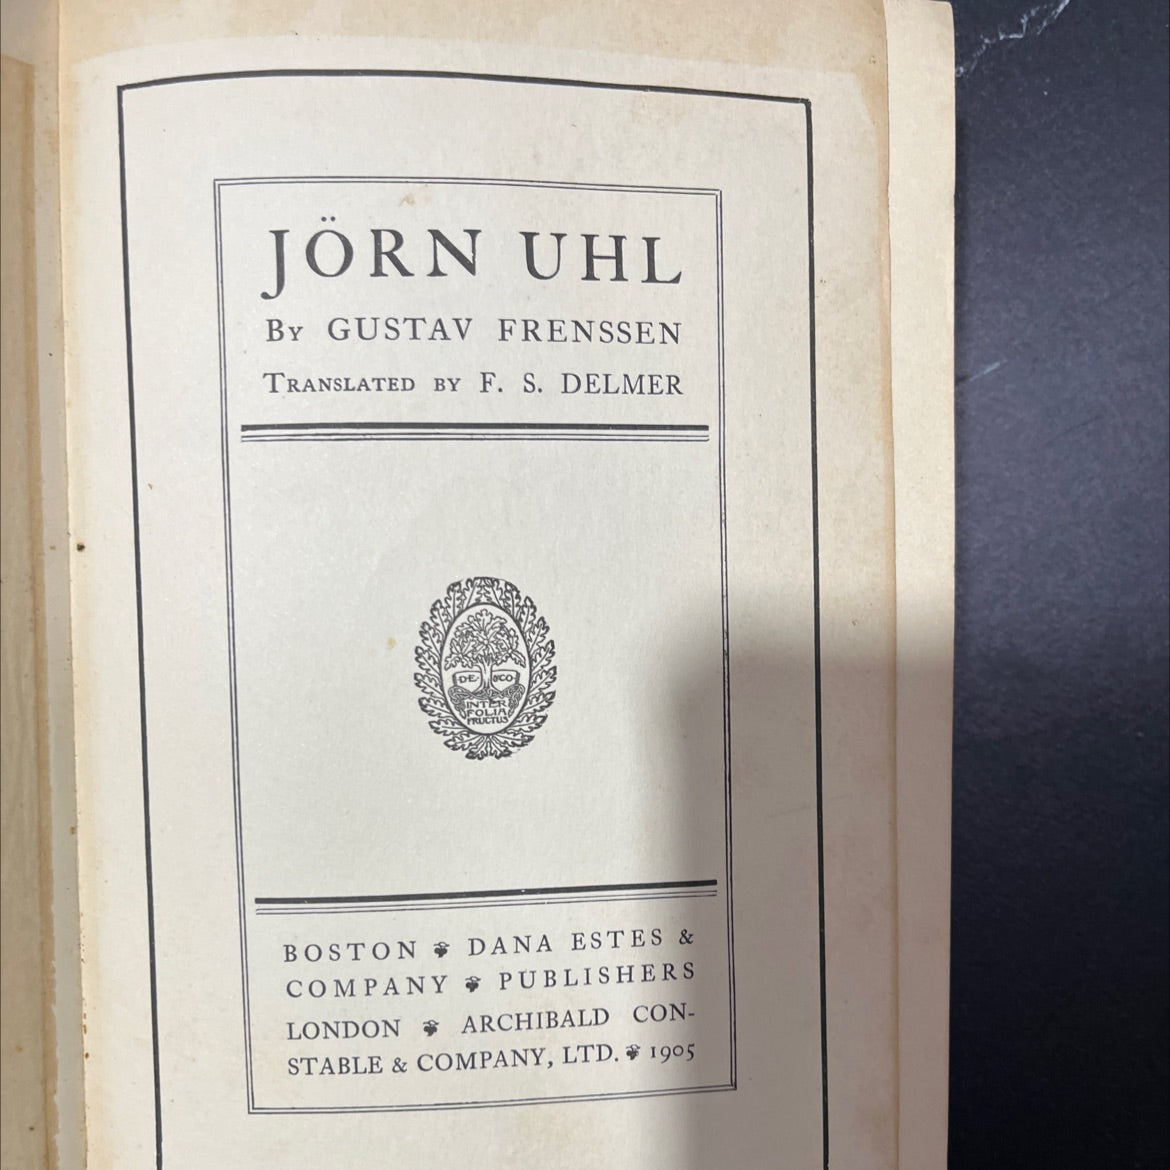 JÖRN UHL
By GUSTAV FRENSSEN
Translated by F. S. DELMER
DE &CO
INTER
FOLIA
FRUCTUS
BOSTON ❦ DANA ESTES &
COMPANY ❦ PUBLISHERS
LONDON ❦ ARCHIBALD CON-
STABLE & COMPANY, LTD. ❦ 1905